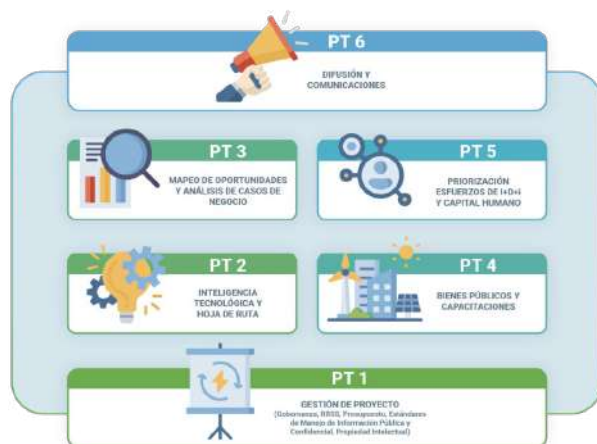 PT 6
DIFUSIÓN Y
COMUNICACIONES
PT 3
MAPEO DE OPORTUNIDADES
Y ANÁLISIS DE CASOS DE
NEGOCIO
PT 5
PRIORIZACIÓN
ESFUERZOS DE I+D+i
Y CAPITAL HUMANO
PT 2
INTELIGENCIA
TECNOLÓGICA Y
HOJA DE RUTA
PT 4
BIENES PÚBLICOS Y
CAPACITACIONES
PT 1
GESTIÓN DE PROYECTO
(Gobernanza, RRSS, Presupuesto, Estándares
de Manejo de Información Pública y
Confidencial, Propiedad Intelectual)